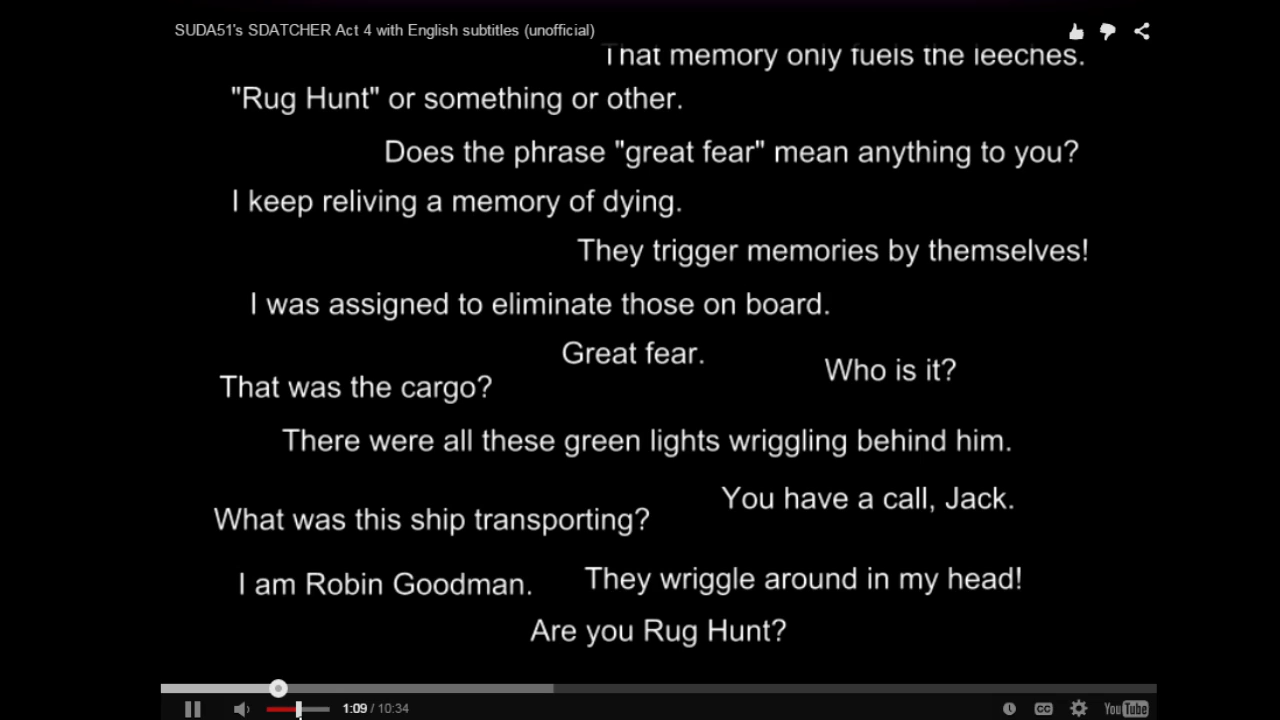 SUDA51's SDATCHER Act 4 with English subtitles (unofficial)
That memory only fuels the leeches.
"Rug Hunt" or something or other.
Does the phrase "great fear" mean anything to you?
I keep reliving a memory of dying.
They trigger memories by themselves!
I was assigned to eliminate those on board.
Great fear.
Who is it?
That was the cargo?
There were all these green lights wriggling behind him.
You have a call, Jack.
What was this ship transporting?
They wriggle around in my head!
I am Robin Goodman.
Are you Rug Hunt?
1:09 / 10:34
CC
YouTube